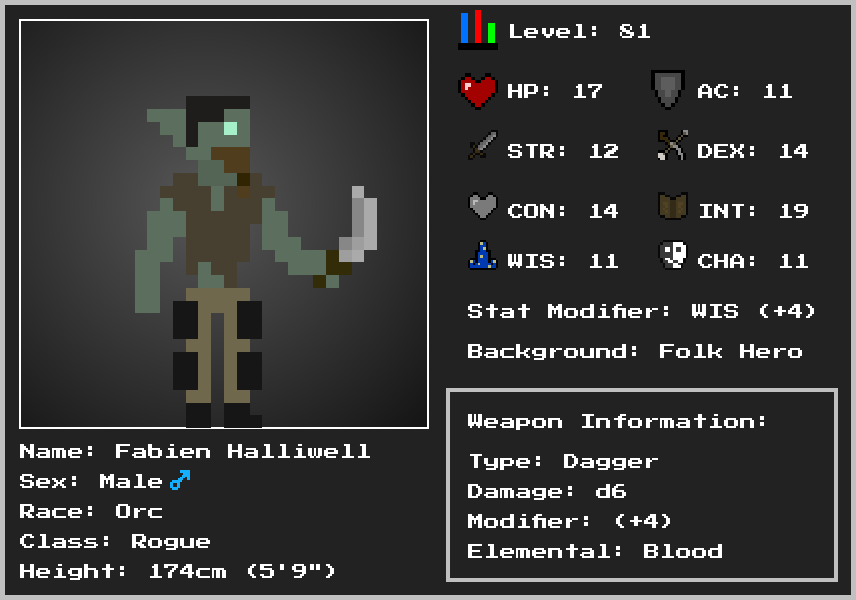 Level: 81
HP: 17
AC: 11
STR: 12
DEX: 14
CON: 14
INT: 19
WIS: 11
CHA: 11
Stat Modifier: WIS (+4)
Background: Folk Hero
Weapon Information:
Type: Dagger
Damage: d6
Modifier: (+4)
Elemental: Blood
Name: Fabien Halliwell
Sex: Male♂
Race: Orc
Class: Rogue
Height: 174cm (5'9")